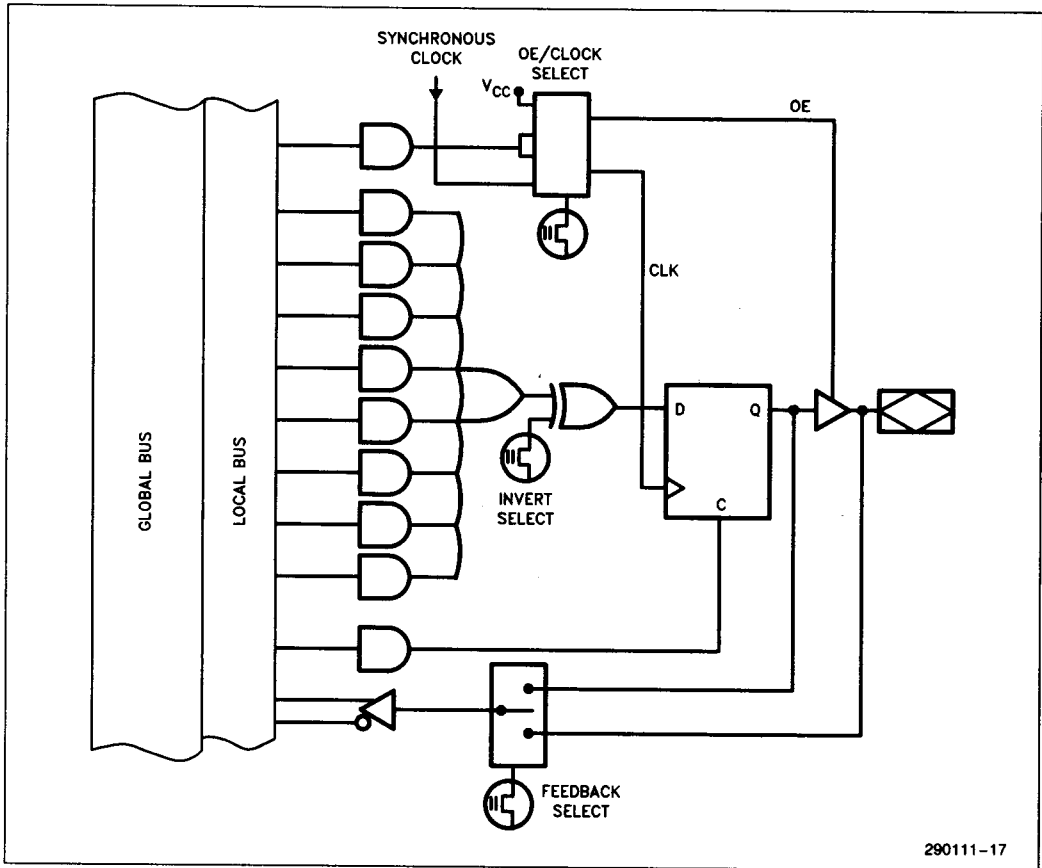 SYNCHRONOUS
CLOCK
OE/CLOCK
SELECT
VCC
OE
CLK
GLOBAL BUS
LOCAL BUS
D
Q
C
INVERT
SELECT
FEEDBACK
SELECT
290111-17